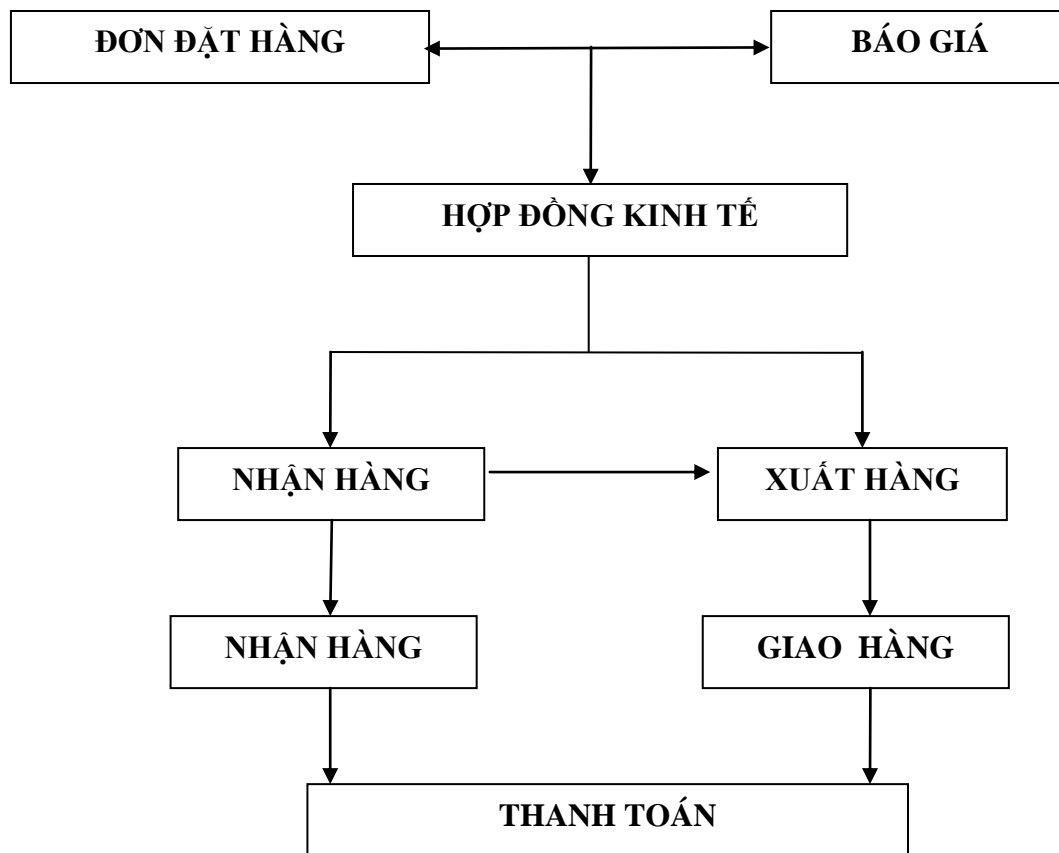 ĐƠN ĐẶT HÀNG
BÁO GIÁ
HỢP ĐỒNG KINH TẾ
NHẬN HÀNG
XUẤT HÀNG
NHẬN HÀNG
GIAO HÀNG
THANH TOÁN